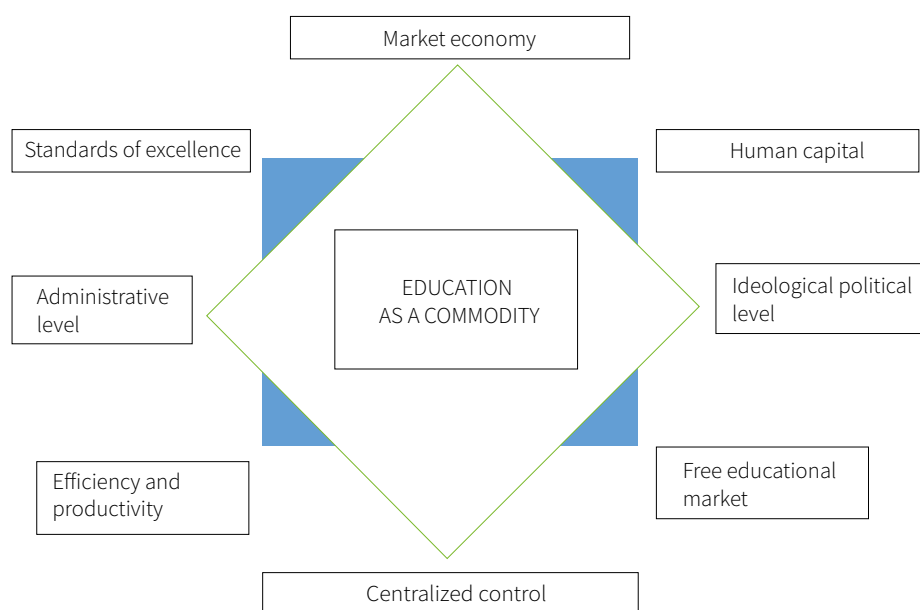 Market economy
Standards of excellence
Human capital
Administrative
level
EDUCATION
AS A COMMODITY
Ideological political
level
Efficiency and
productivity
Free educational
market
Centralized control